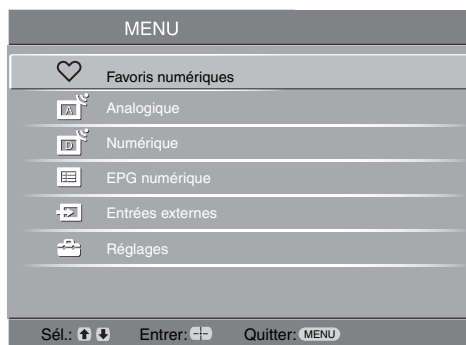 MENU
Favoris numériques
A Analogique
D Numérique
EPG numérique
Entrées externes
Réglages
Sél.: Entrer: Quitter: MENU